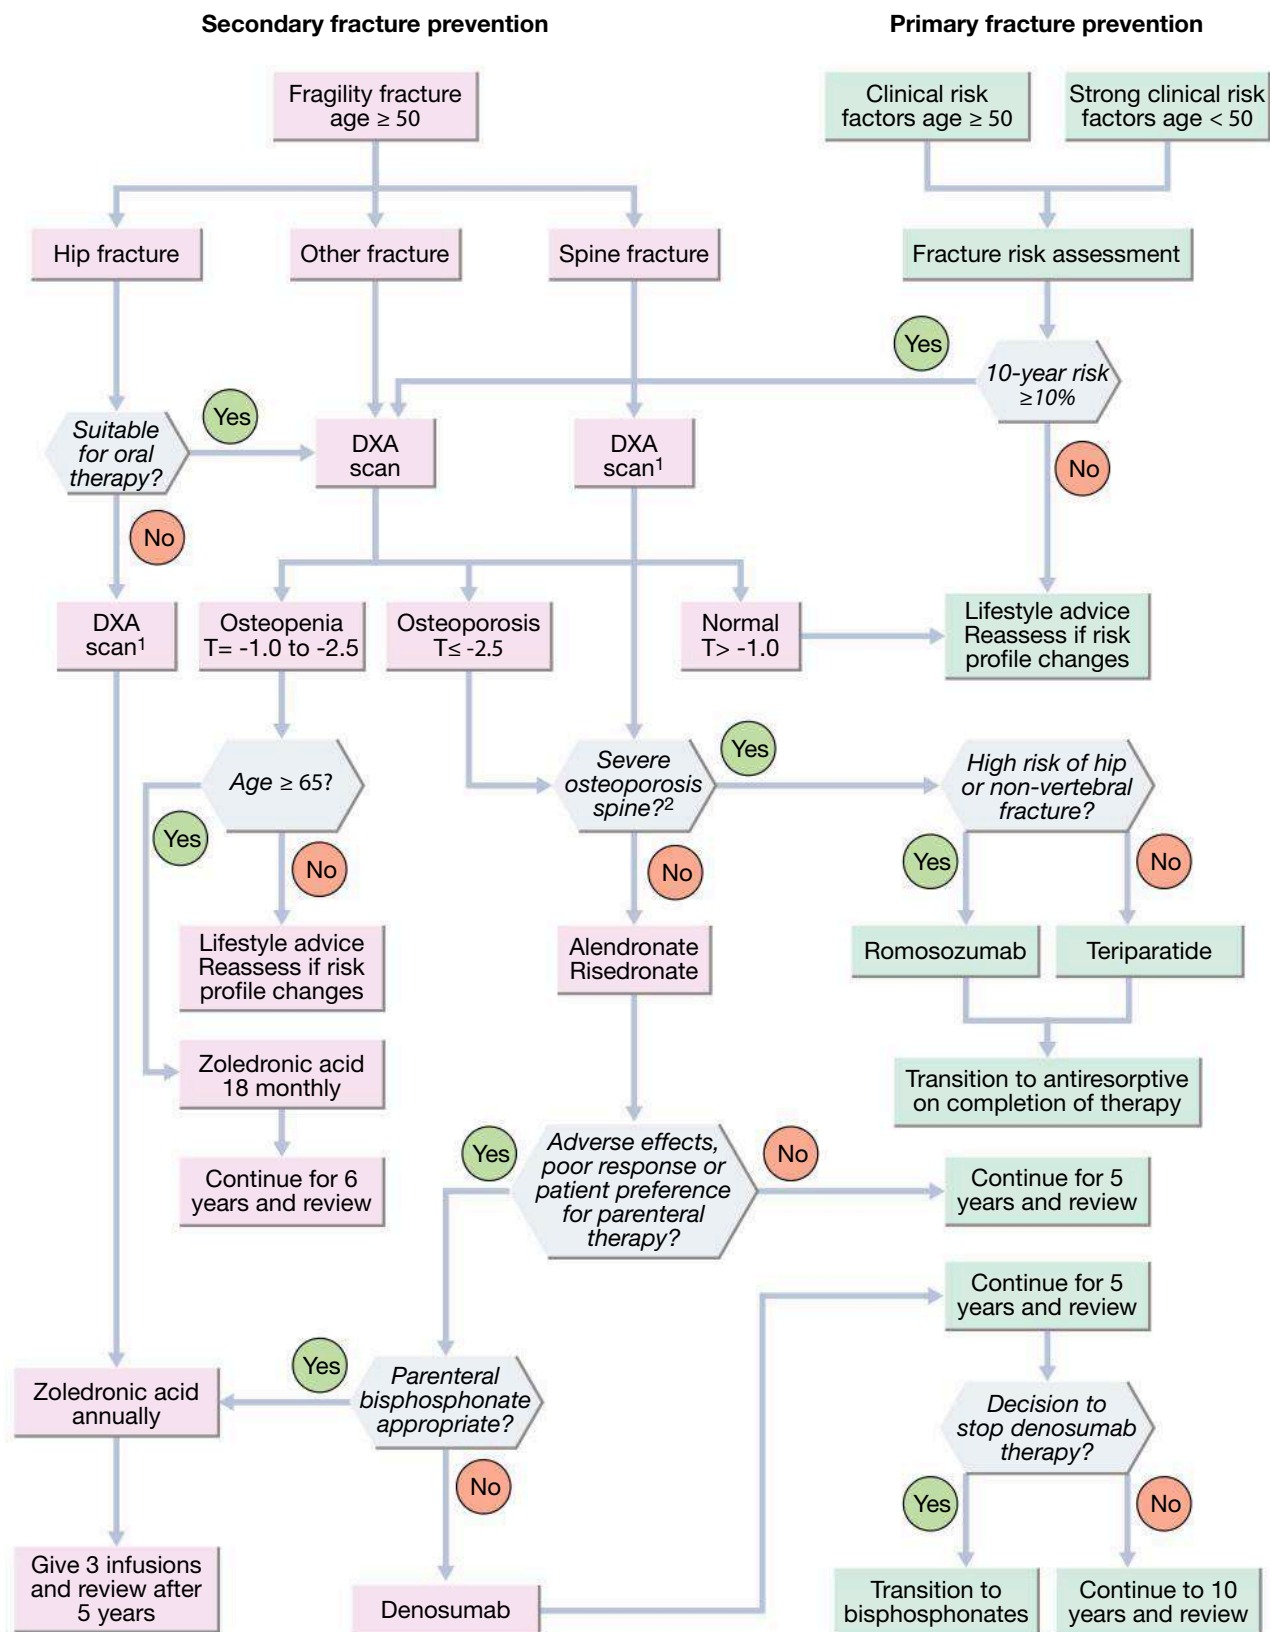 Secondary fracture prevention
Primary fracture prevention
Fragility fracture
age ≥ 50
Clinical risk
factors age ≥ 50
Strong clinical risk
factors age < 50
Hip fracture
Other fracture
Spine fracture
Fracture risk assessment
Yes
10-year risk
≥10%
Suitable
for oral
therapy?
Yes
DXA
scan
DXA
scan¹
No
No
DXA
scan¹
Osteopenia
T= -1.0 to -2.5
Osteoporosis
T≤ -2.5
Normal
T> -1.0
Lifestyle advice
Reassess if risk
profile changes
Age ≥ 65?
Severe
osteoporosis
spine?²
Yes
High risk of hip
or non-vertebral
fracture?
Yes
No
No
Yes
No
Lifestyle advice
Reassess if risk
profile changes
Alendronate
Risedronate
Romosozumab
Teriparatide
Zoledronic acid
18 monthly
Transition to antiresorptive
on completion of therapy
Continue for 6
years and review
Yes
Adverse effects,
poor response or
patient preference
for parenteral
therapy?
No
Continue for 5
years and review
Continue for 5
years and review
Zoledronic acid
annually
Yes
Parenteral
bisphosphonate
appropriate?
Decision to
stop denosumab
therapy?
No
Yes
No
Give 3 infusions
and review after
5 years
Denosumab
Transition to
bisphosphonates
Continue to 10
years and review